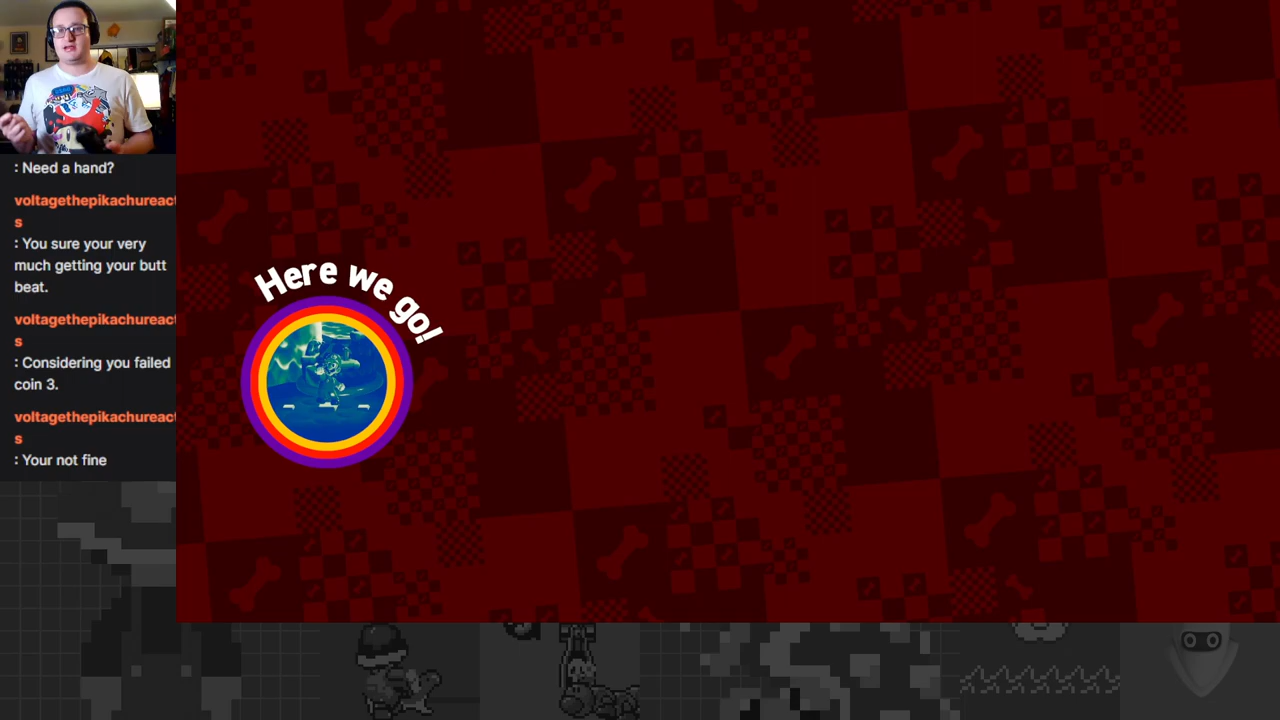 : Need a hand?
voltagethepikachureact
s
: You sure your very
much getting your butt
beat.
voltagethepikachureact
s
: Considering you failed
coin 3.
voltagethepikachureact
s
: Your not fine
Here we go!